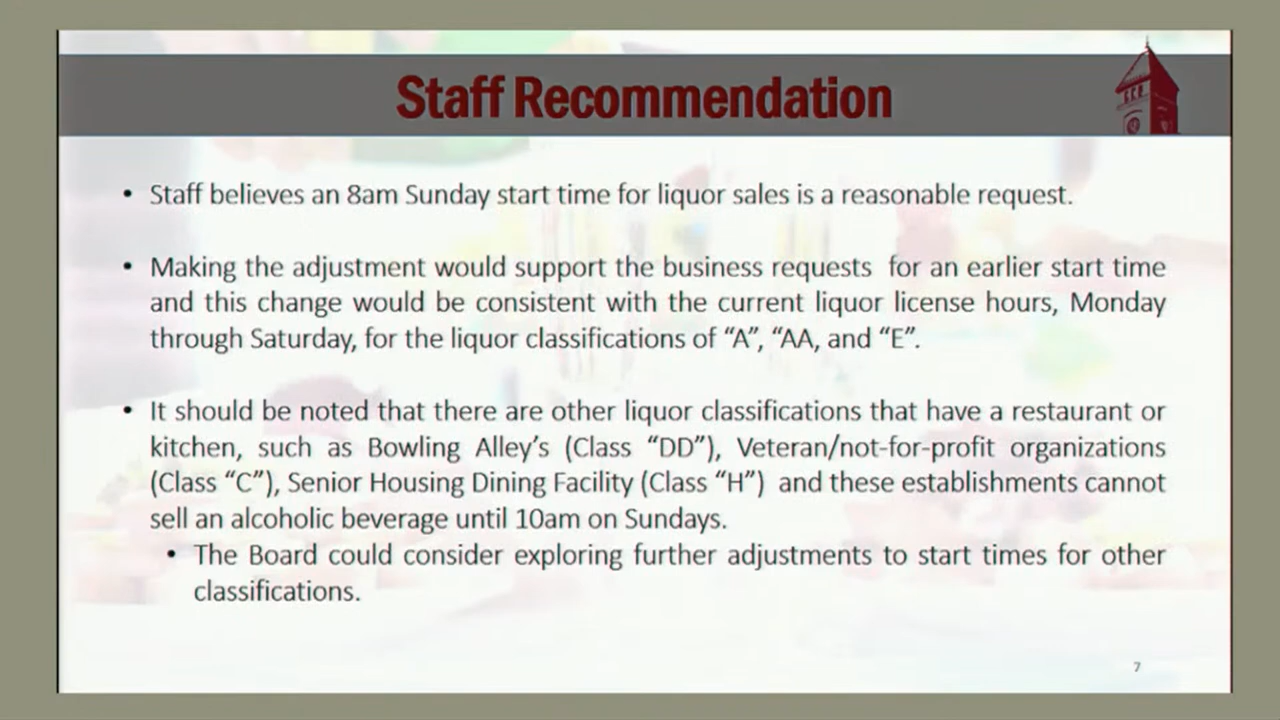 Staff Recommendation
• Staff believes an 8am Sunday start time for liquor sales is a reasonable request.
• Making the adjustment would support the business requests  for an earlier start time
and this change would be consistent with the current liquor license hours, Monday
through Saturday, for the liquor classifications of “A”, “AA, and “E”.
• It should be noted that there are other liquor classifications that have a restaurant or
kitchen, such as Bowling Alley’s (Class “DD”), Veteran/not-for-profit organizations
(Class “C”), Senior Housing Dining Facility (Class “H”)  and these establishments cannot
sell an alcoholic beverage until 10am on Sundays.
• The Board could consider exploring further adjustments to start times for other
classifications.
7